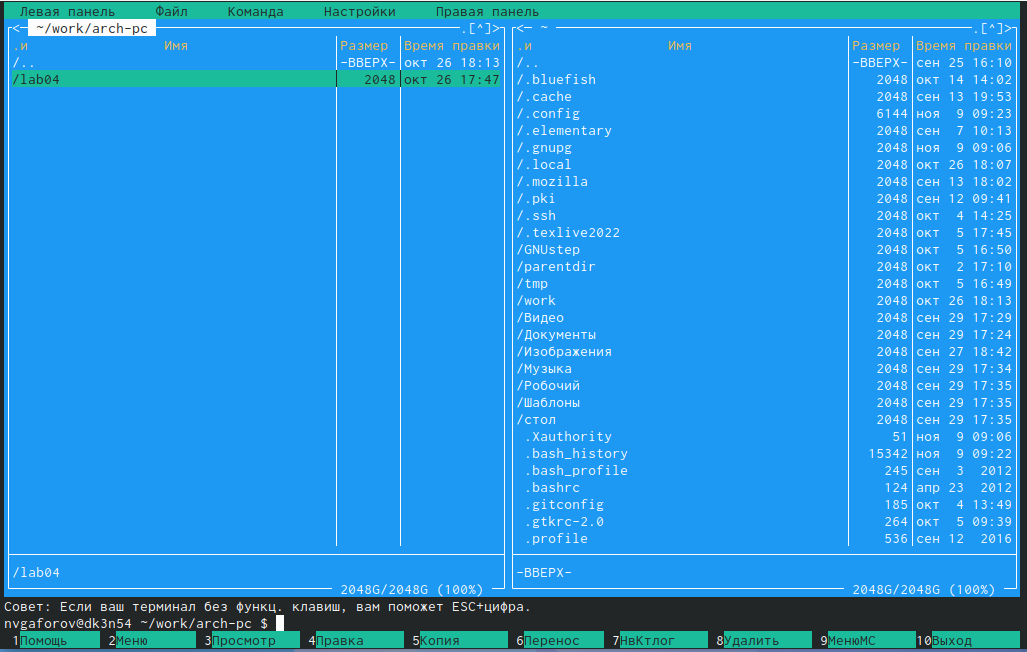 Левая панель Файл Команда Настройки Правая панель
<- ~/work/arch-pc .[^]> <- ~ .[^]>
.и Имя Размер Время правки .и Имя Размер Время правки
/.. -ВВЕРХ- окт 26 18:13 /.. -ВВЕРХ- сен 25 16:10
/lab04 2048 окт 26 17:47 /.bluefish 2048 окт 14 14:02
/.cache 2048 сен 13 19:53
/.config 6144 ноя 9 09:23
/.elementary 2048 сен 7 10:13
/.gnupg 2048 ноя 9 09:06
/.local 2048 окт 26 18:07
/.mozilla 2048 сен 13 18:02
/.pki 2048 сен 12 09:41
/.ssh 2048 окт 4 14:25
/.texlive2022 2048 окт 5 17:45
/GNUstep 2048 окт 5 16:50
/parentdir 2048 окт 2 17:10
/tmp 2048 окт 5 16:49
/work 2048 окт 26 18:13
/Видео 2048 сен 29 17:29
/Документы 2048 сен 29 17:24
/Изображения 2048 сен 27 18:42
/Музыка 2048 сен 29 17:34
/Робочий 2048 сен 29 17:35
/Шаблоны 2048 сен 29 17:35
/стол 2048 сен 29 17:35
.Xauthority 51 ноя 9 09:06
.bash_history 15342 ноя 9 09:22
.bash_profile 245 сен 3 2012
.bashrc 124 апр 23 2012
.gitconfig 185 окт 4 13:49
.gtkrc-2.0 264 окт 5 09:39
.profile 536 сен 12 2016
/lab04 -ВВЕРХ-
2048G/2048G (100%) 2048G/2048G (100%)
Совет: Если ваш терминал без функц. клавиш, вам поможет ESC+цифра.
nvgaforov@dk3n54 ~/work/arch-pc $
1Помощь 2Меню 3Просмотр 4Правка 5Копия 6Перенос 7НвКтлог 8Удалить 9МенюMC 10Выход